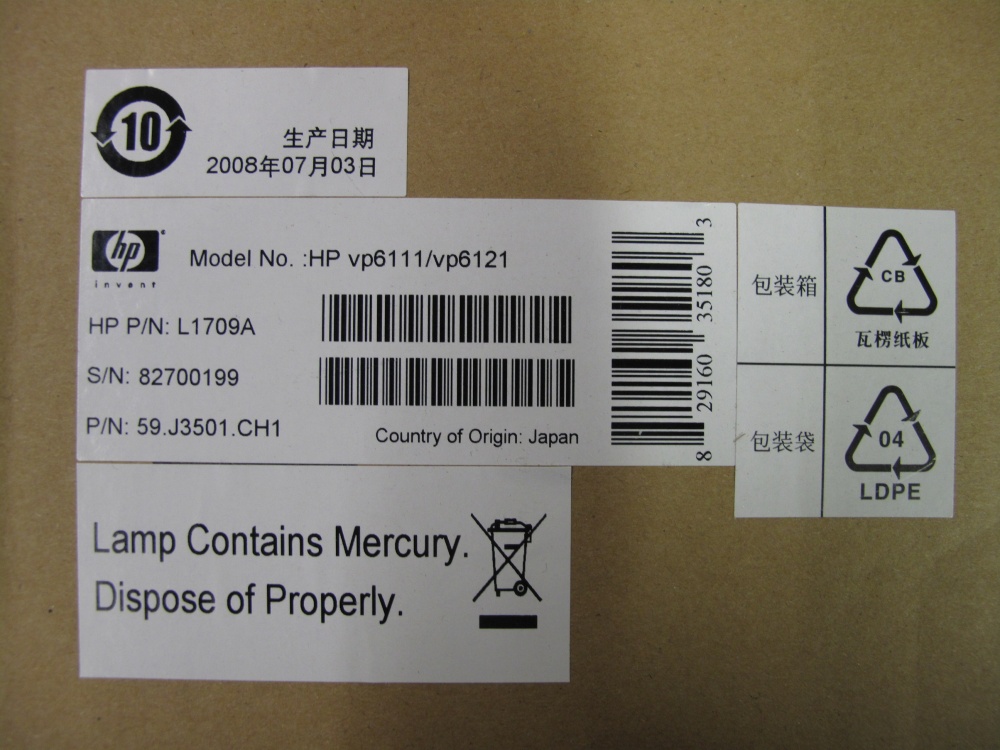 10
生产日期
2008年07月03日
hp
invent
Model No. :HP vp6111/vp6121
HP P/N: L1709A
S/N: 82700199
P/N: 59.J3501.CH1
Country of Origin: Japan
8 29160 35180 3
包装箱
CB
瓦楞纸板
包装袋
04
LDPE
Lamp Contains Mercury.
Dispose of Properly.